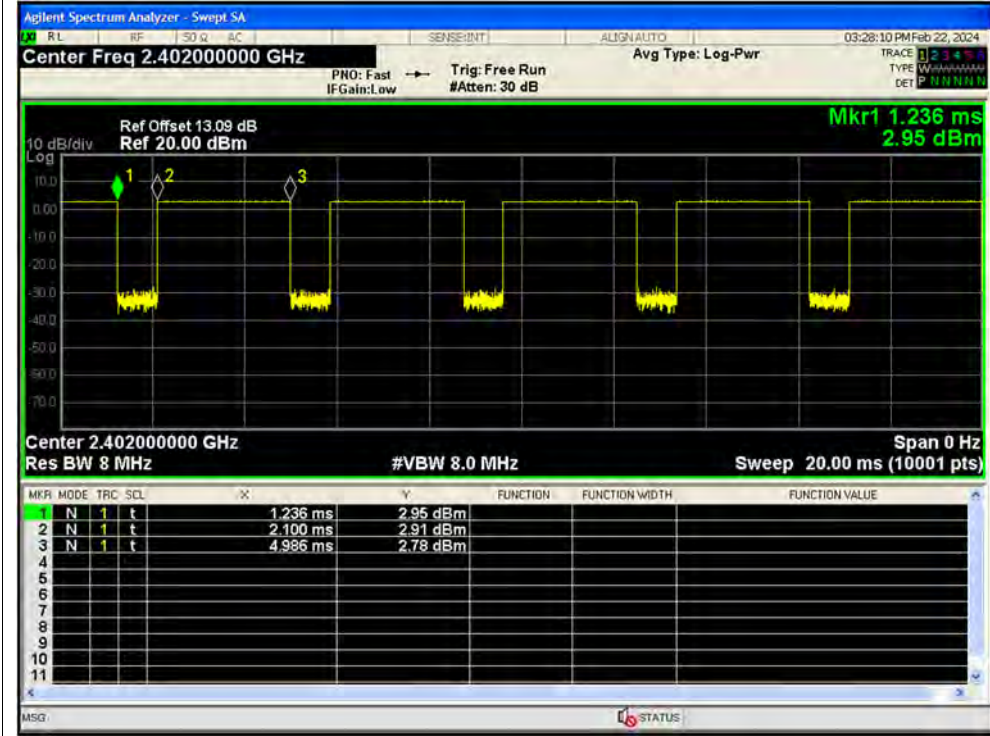 Agilent Spectrum Analyzer - Swept SA
RL RF 50 Ω AC SENSE:INT ALIGN AUTO 03:28:10 PM Feb 22, 2024
Center Freq 2.402000000 GHz Avg Type: Log-Pwr TRACE 1 2 3 4 5 6
PNO: Fast Trig: Free Run TYPE W
IFGain:Low #Atten: 30 dB DET P N N N N N
Mkr1 1.236 ms
2.95 dBm
Ref Offset 13.09 dB
10 dB/div Ref 20.00 dBm
Log
10.0
0.00
-10.0
-20.0
-30.0
-40.0
-50.0
-60.0
-70.0
1 2 3
Center 2.402000000 GHz Span 0 Hz
Res BW 8 MHz #VBW 8.0 MHz Sweep 20.00 ms (10001 pts)
MKR MODE TRC SCL X Y FUNCTION FUNCTION WIDTH FUNCTION VALUE
1 N 1 t 1.236 ms 2.95 dBm
2 N 1 t 2.100 ms 2.91 dBm
3 N 1 t 4.986 ms 2.78 dBm
4
5
6
7
8
9
10
11
MSG STATUS